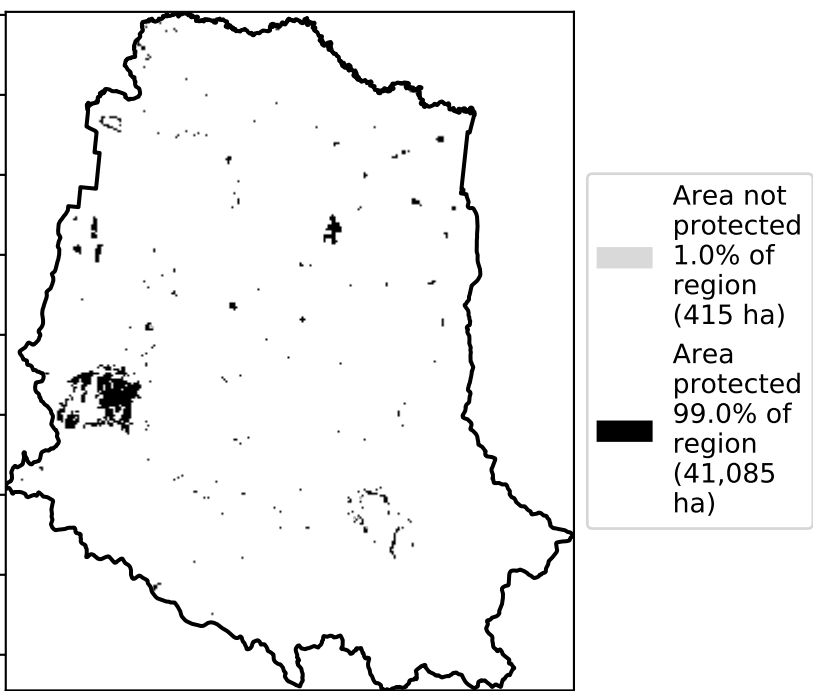 Area not
protected
1.0% of
region
(415 ha)
Area
protected
99.0% of
region
(41,085
ha)